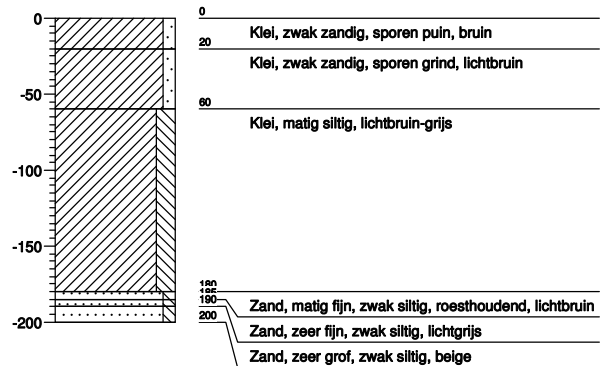 0
0
Klei, zwak zandig, sporen puin, bruin
20
Klei, zwak zandig, sporen grind, lichtbruin
-50
60
Klei, matig siltig, lichtbruin-grijs
-100
-150
180
185
190
Zand, matig fijn, zwak siltig, roesthoudend, lichtbruin
-200
200
Zand, zeer fijn, zwak siltig, lichtgrijs
Zand, zeer grof, zwak siltig, beige